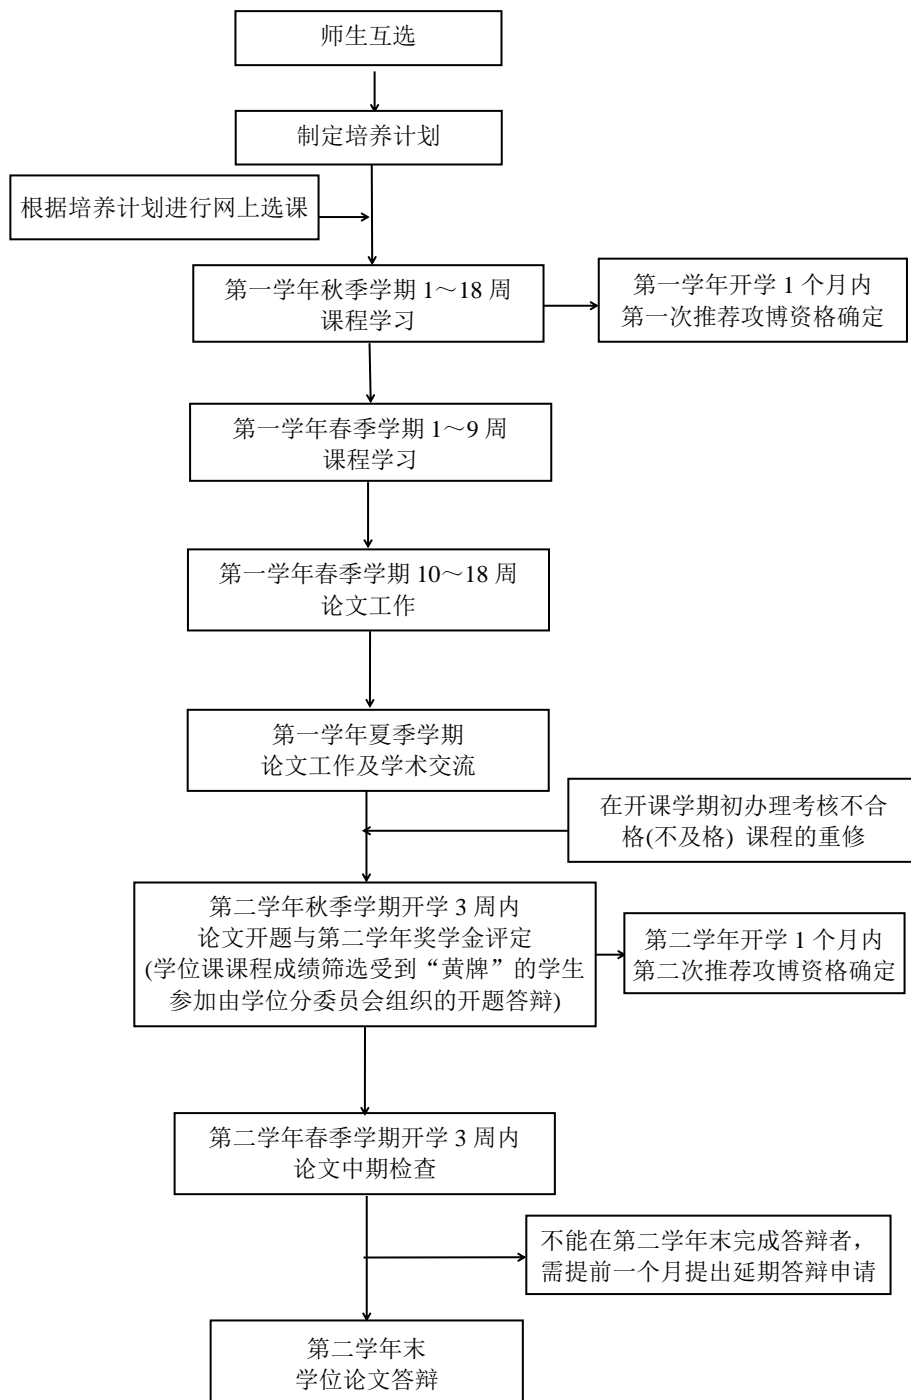 师生互选
制定培养计划
根据培养计划进行网上选课
第一学年秋季学期 1～18 周
课程学习
第一学年开学 1 个月内
第一次推荐攻博资格确定
第一学年春季学期 1～9 周
课程学习
第一学年春季学期 10～18 周
论文工作
第一学年夏季学期
论文工作及学术交流
在开课学期初办理考核不合
格(不及格) 课程的重修
第二学年秋季学期开学 3 周内
论文开题与第二学年奖学金评定
(学位课课程成绩筛选受到“黄牌”的学生
参加由学位分委员会组织的开题答辩)
第二学年开学 1 个月内
第二次推荐攻博资格确定
第二学年春季学期开学 3 周内
论文中期检查
不能在第二学年末完成答辩者，
需提前一个月提出延期答辩申请
第二学年末
学位论文答辩